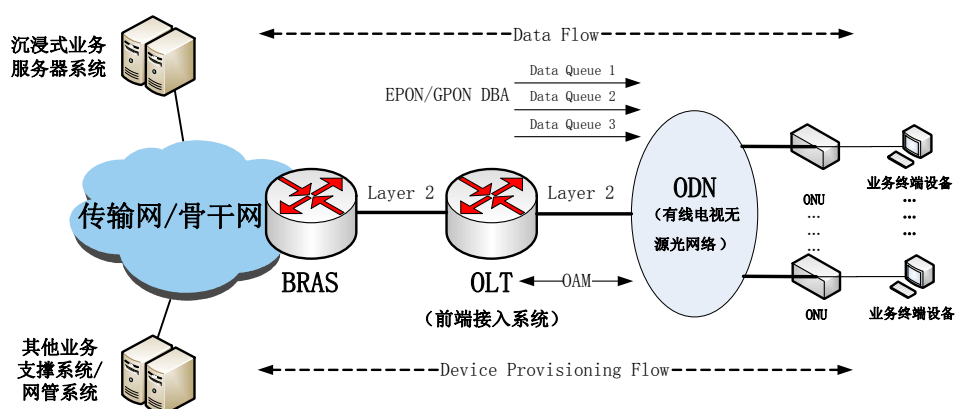 Data Flow
沉浸式业务
服务器系统
Data Queue 1
EPON/GPON DBA
Data Queue 2
Data Queue 3
传输网/骨干网
Layer 2
Layer 2
ODN
(有线电视无
源光网络)
ONU
业务终端设备
...
...
...
...
BRAS
OLT
OAM
(前端接入系统)
ONU
业务终端设备
其他业务
支撑系统/
网管系统
Device Provisioning Flow